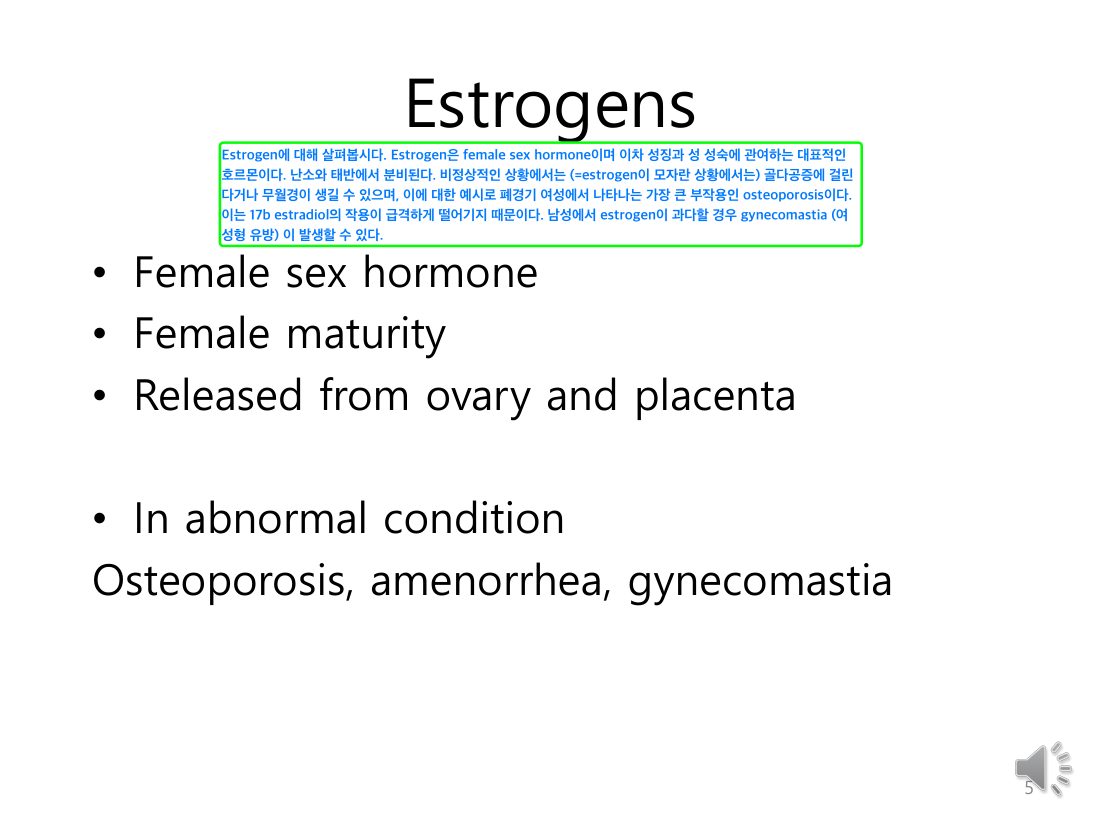 Estrogens
Estrogen에 대해 살펴봅시다. Estrogen은 female sex hormone이며 이차 성징과 성 성숙에 관여하는 대표적인
호르몬이다. 난소와 태반에서 분비된다. 비정상적인 상황에서는 (=estrogen이 모자란 상황에서는) 골다공증에 걸린
다거나 무월경이 생길 수 있으며, 이에 대한 예시로 폐경기 여성에서 나타나는 가장 큰 부작용인 osteoporosis이다.
이는 17b estradiol의 작용이 급격하게 떨어기지 때문이다. 남성에서 estrogen이 과다할 경우 gynecomastia (여
성형 유방) 이 발생할 수 있다.
• Female sex hormone
• Female maturity
• Released from ovary and placenta
• In abnormal condition
Osteoporosis, amenorrhea, gynecomastia
5